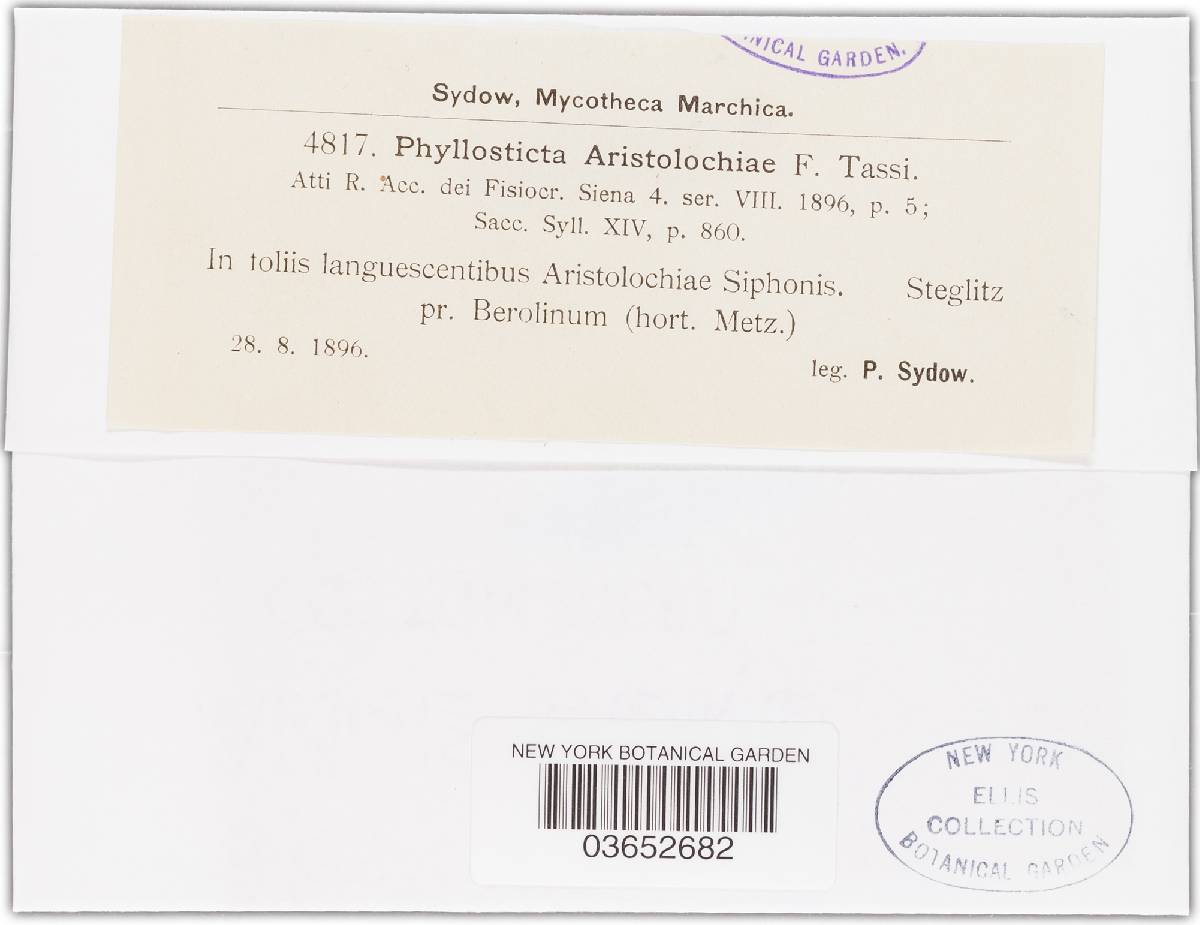 NICAL GARDEN.
Sydow, Mycotheca Marchica.
4817. Phyllosticta Aristolochiae F. Tassi.
Atti R. Acc. dei Fisiocr. Siena 4. ser. VIII. 1896, p. 5;
Sacc. Syll. XIV, p. 860.
In foliis languescentibus Aristolochiae Siphonis. Steglitz
pr. Berolinum (hort. Metz.)
28. 8. 1896.
leg. P. Sydow.
NEW YORK BOTANICAL GARDEN
03652682
NEW YORK
ELLIS
COLLECTION
BOTANICAL GARDEN